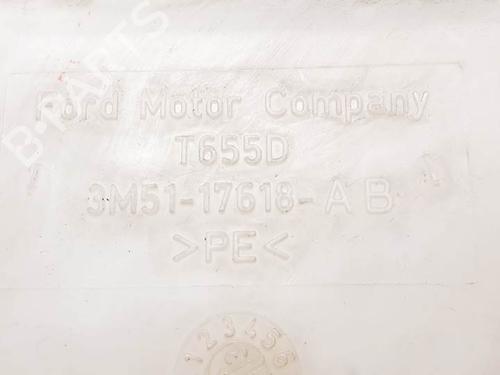 B-PARTS
Ford Motor Company
T655D
3M51-17618-AB
>PE<
123456